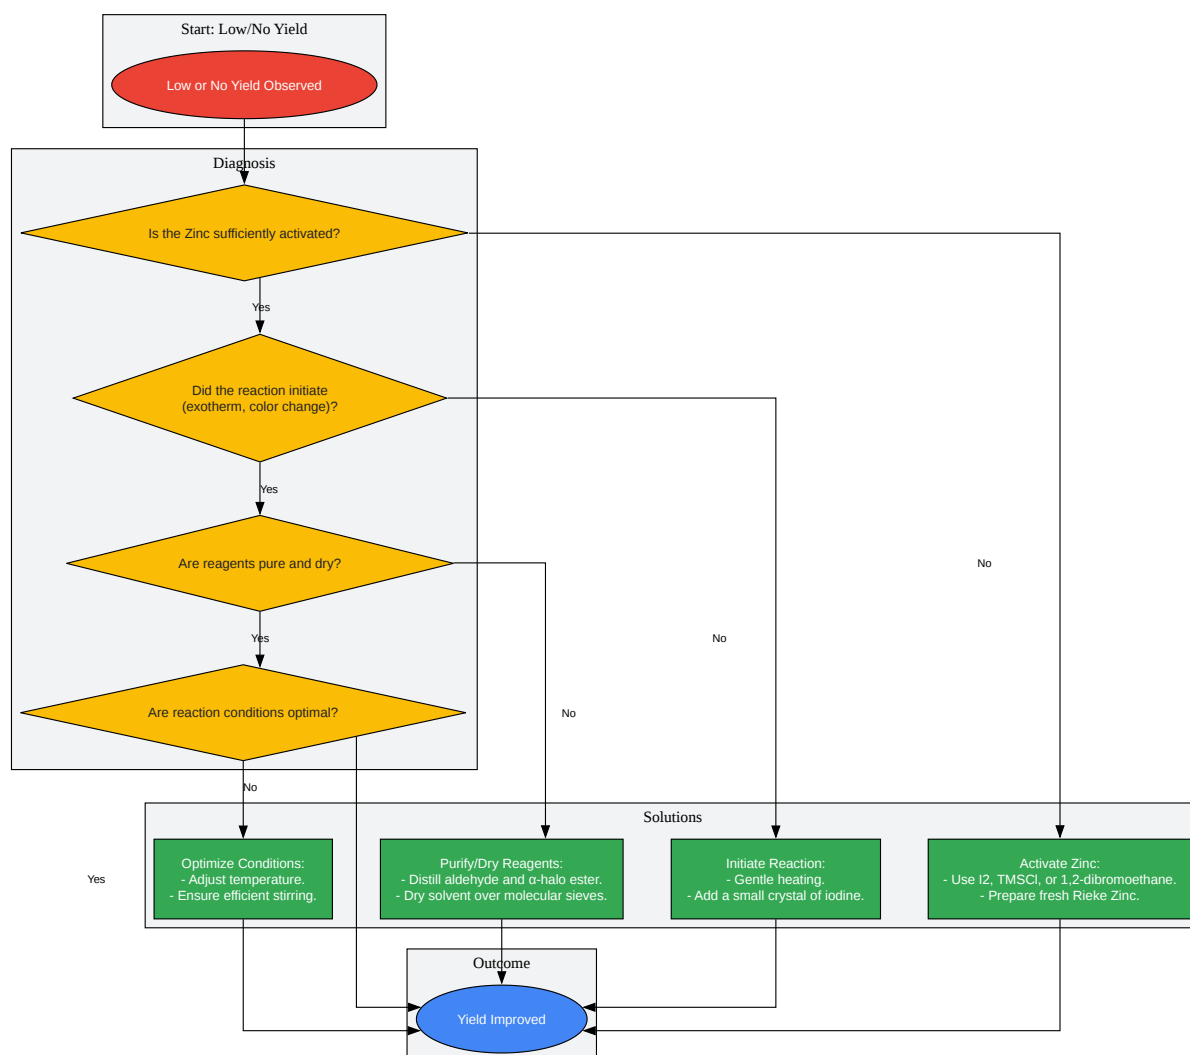 Start: Low/No Yield
Low or No Yield Observed
Diagnosis
Is the Zinc sufficiently activated?
Yes
Did the reaction initiate
(exotherm, color change)?
Yes
Are reagents pure and dry?
No
Yes
No
Are reaction conditions optimal?
No
No
Solutions
Optimize Conditions:
- Adjust temperature.
- Ensure efficient stirring.
Purify/Dry Reagents:
- Distill aldehyde and α-halo ester.
- Dry solvent over molecular sieves.
Initiate Reaction:
- Gentle heating.
- Add a small crystal of iodine.
Activate Zinc:
- Use I2, TMSCl, or 1,2-dibromoethane.
- Prepare fresh Rieke Zinc.
Yes
Outcome
Yield Improved